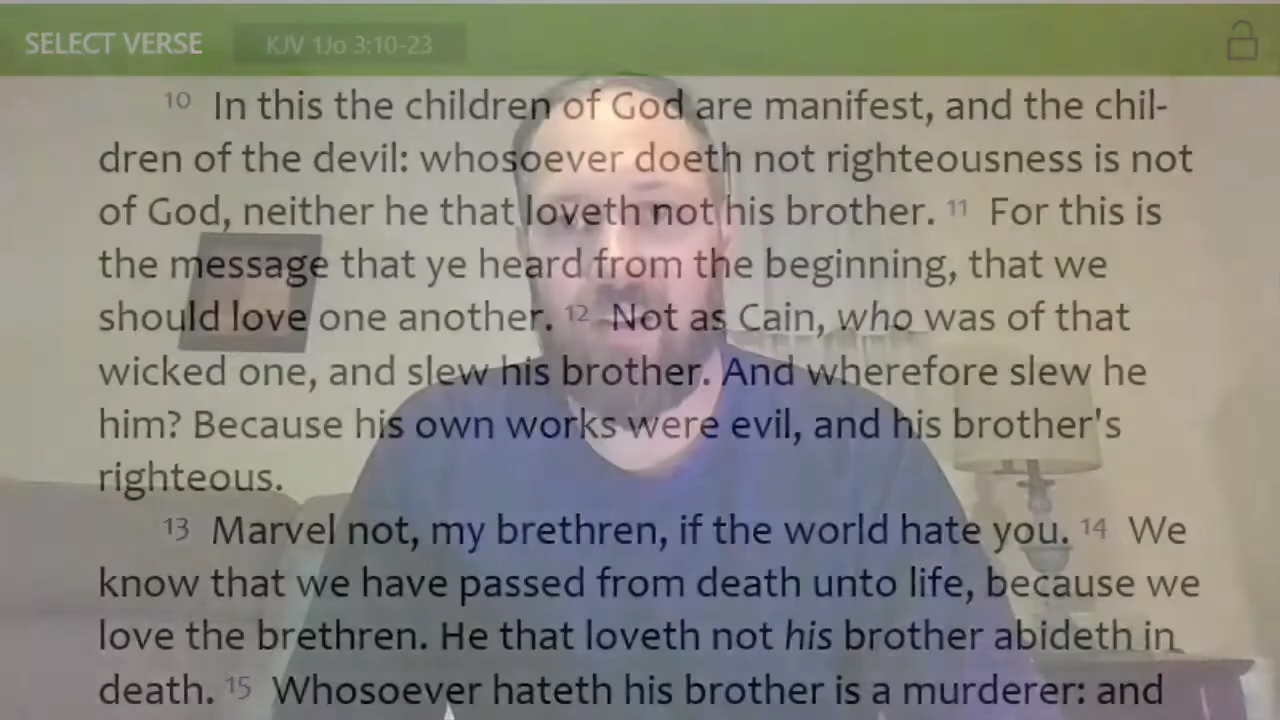 SELECT VERSE KJV 1Jo 3:10-23
10 In this the children of God are manifest, and the chil-
dren of the devil: whosoever doeth not righteousness is not
of God, neither he that loveth not his brother. 11 For this is
the message that ye heard from the beginning, that we
should love one another. 12 Not as Cain, who was of that
wicked one, and slew his brother. And wherefore slew he
him? Because his own works were evil, and his brother's
righteous.
13 Marvel not, my brethren, if the world hate you. 14 We
know that we have passed from death unto life, because we
love the brethren. He that loveth not his brother abideth in
death. 15 Whosoever hateth his brother is a murderer: and